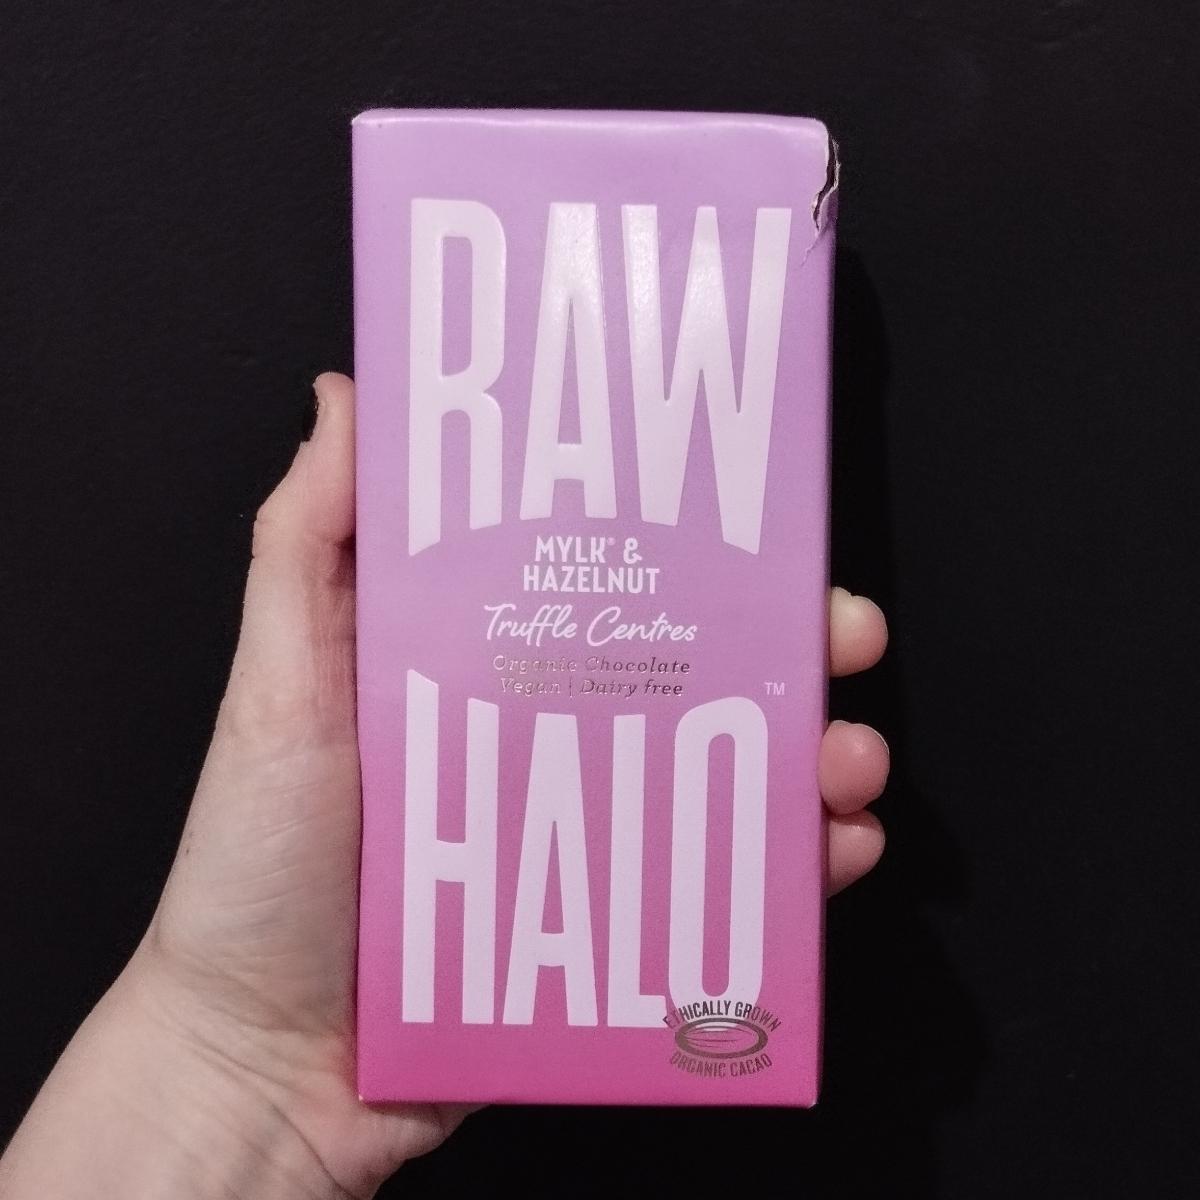 RAW
MYLK® &
HAZELNUT
Truffle Centres
Organic Chocolate
Vegan | Dairy free
HALO™
ETHICALLY GROWN
ORGANIC CACAO